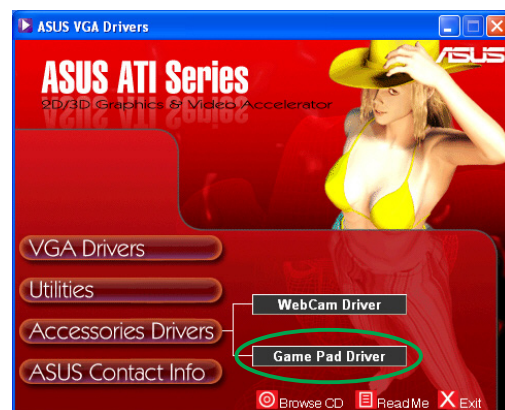 ASUS VGA Drivers
ASUS
ASUS ATI Series
2D/3D Graphics & Video Accelerator
VGA Drivers
Utilities
WebCam Driver
Accessories Drivers
Game Pad Driver
ASUS Contact Info
Browse CD ReadMe Exit